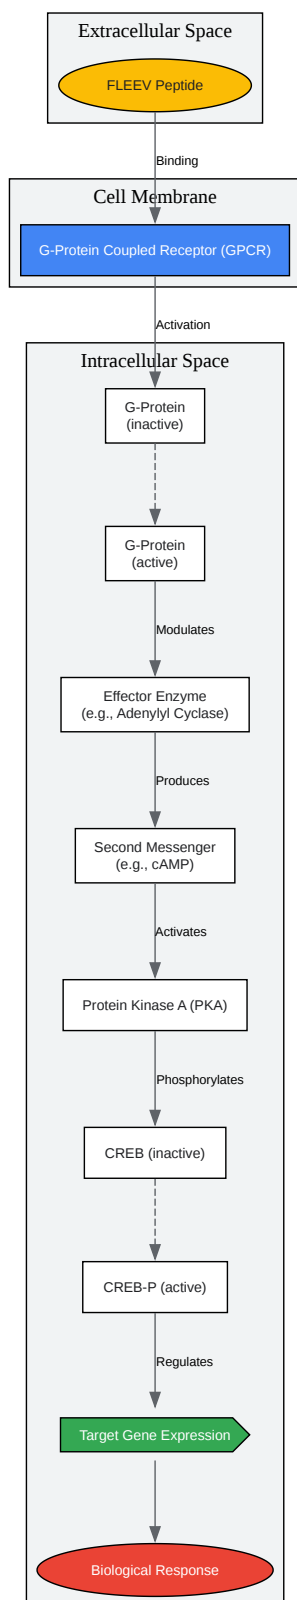 Extracellular Space
FLEEV Peptide
Binding
Cell Membrane
G-Protein Coupled Receptor (GPCR)
Activation
Intracellular Space
G-Protein
(inactive)
G-Protein
(active)
Modulates
Effector Enzyme
(e.g., Adenylyl Cyclase)
Produces
Second Messenger
(e.g., cAMP)
Activates
Protein Kinase A (PKA)
Phosphorylates
CREB (inactive)
CREB-P (active)
Regulates
Target Gene Expression
Biological Response